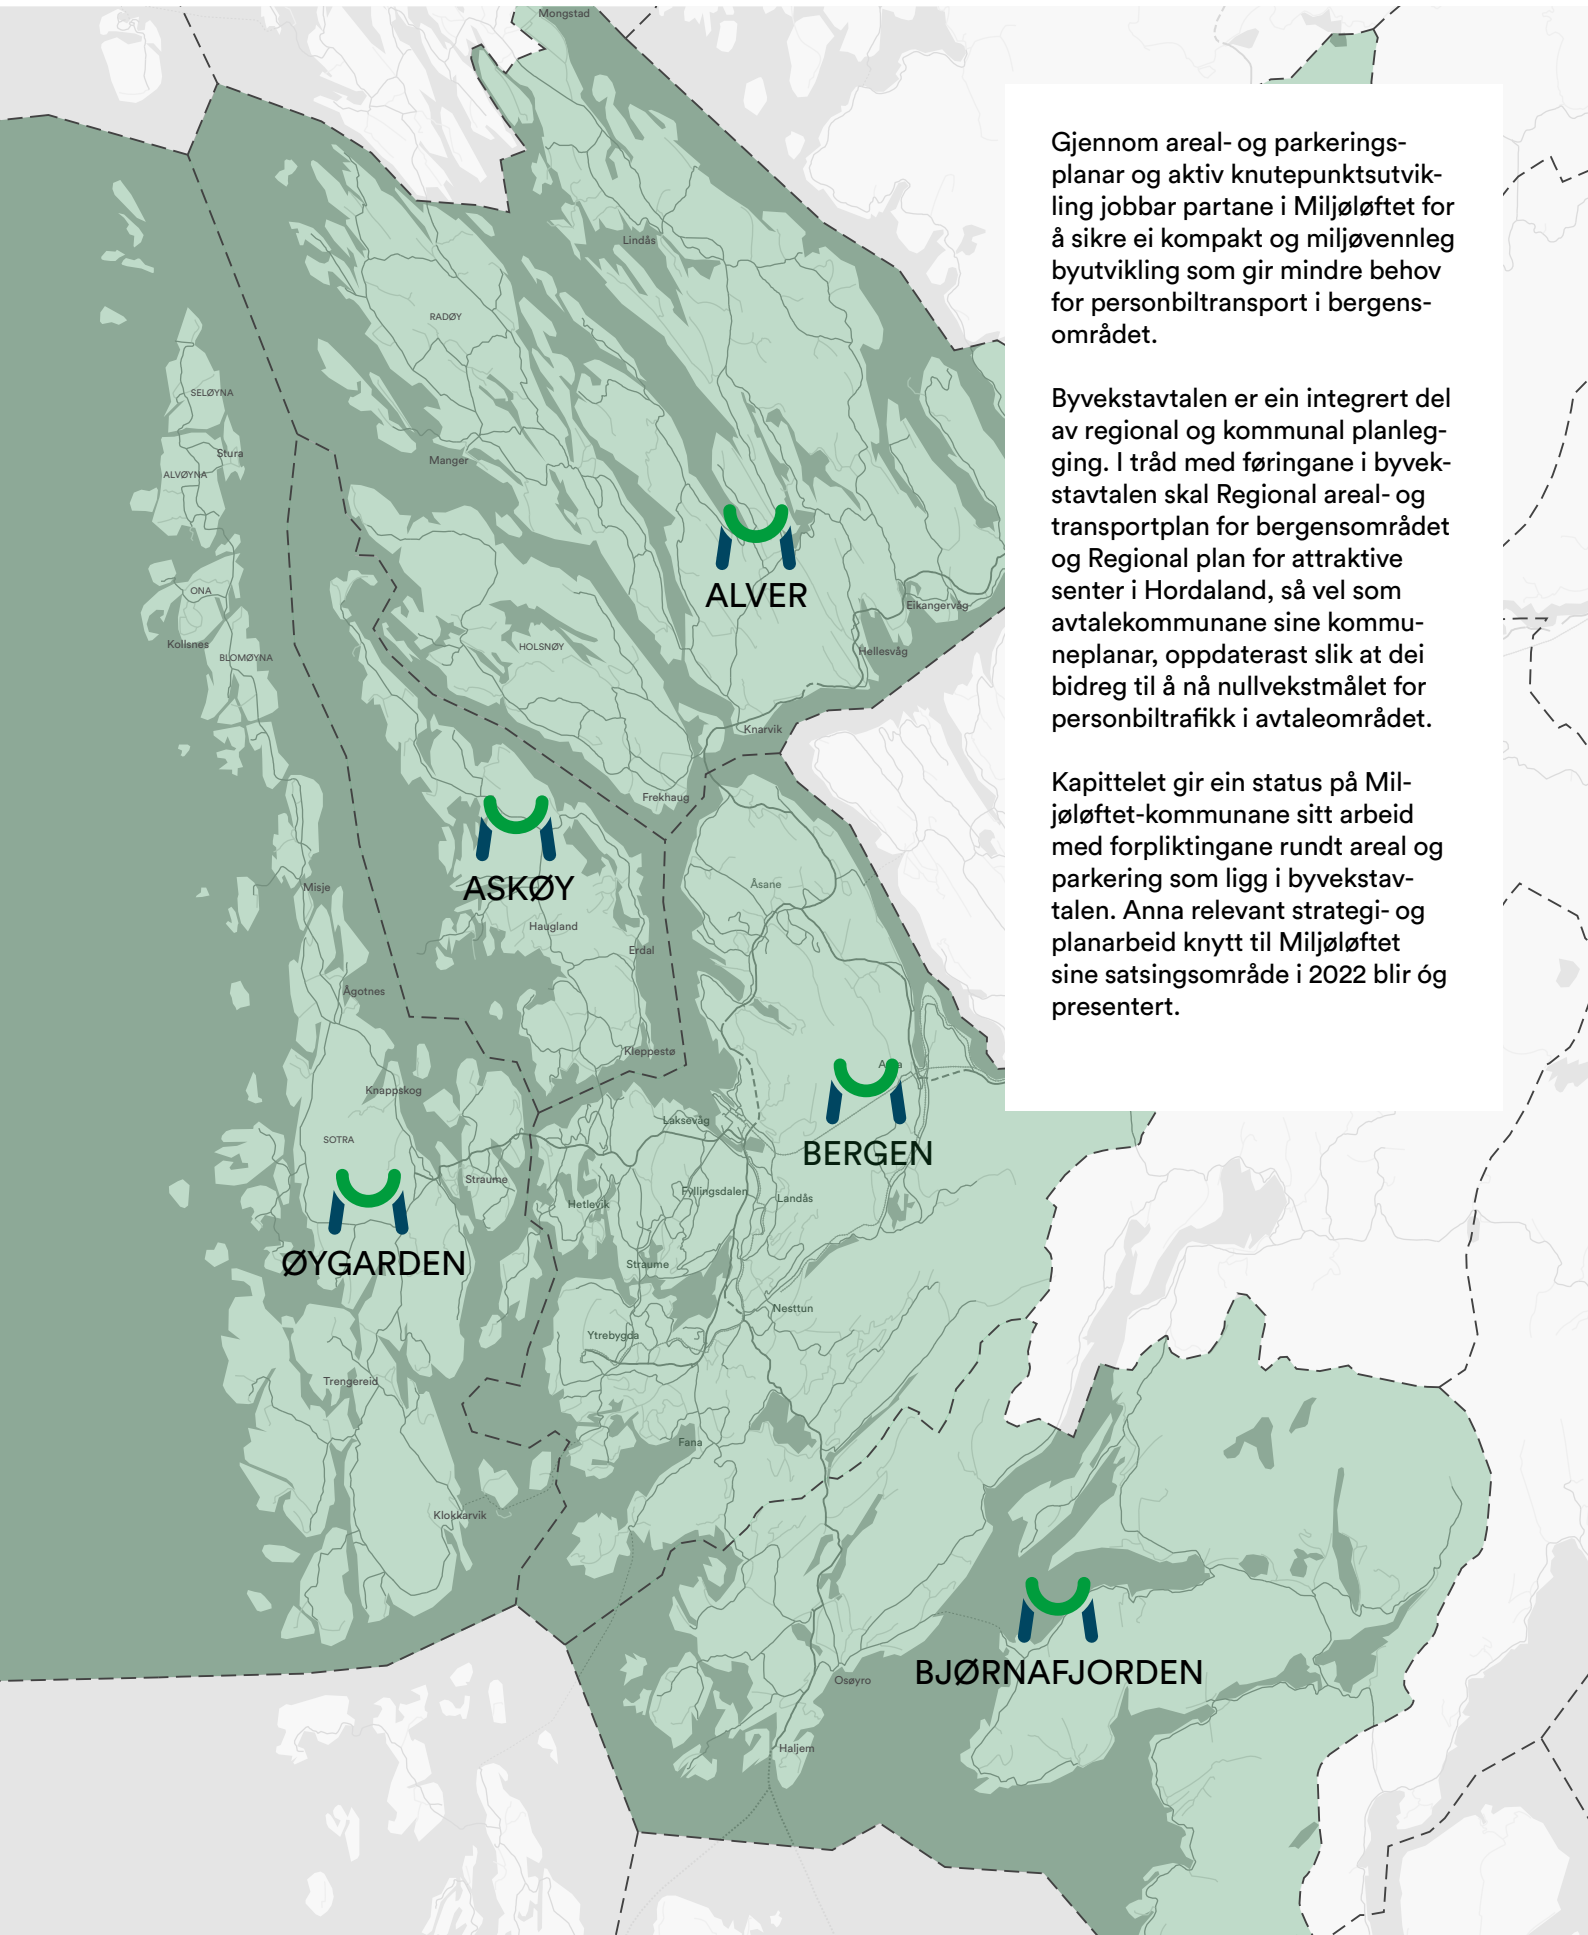 Mongstad
Gjennom areal- og parkerings-
planar og aktiv knutepunktsutvik-
ling jobbar partane i Miljøløftet for
å sikre ei kompakt og miljøvennleg
byutvikling som gir mindre behov
for personbiltransport i bergens-
området.
Byvekstavtalen er ein integrert del
av regional og kommunal planleg-
ging. I tråd med føringane i byvek-
stavtalen skal Regional areal- og
transportplan for bergensområdet
og Regional plan for attraktive
senter i Hordaland, så vel som
avtalekommunane sine kommu-
neplanar, oppdaterast slik at dei
bidreg til å nå nullvekstmålet for
personbiltrafikk i avtaleområdet.
Kapittelet gir ein status på Mil-
jøløftet-kommunane sitt arbeid
med forpliktingane rundt areal og
parkering som ligg i byvekstav-
talen. Anna relevant strategi- og
planarbeid knytt til Miljøløftet
sine satsingsområde i 2022 blir óg
presentert.
Lindås
RADØY
SELØYNA
Stura
Manger
ALVØYNA
ALVER
ONA
Eikangervåg
Kollsnes
HOLSNØY
Hellesvåg
BLOMØYNA
Knarvik
Frekhaug
Misje
ASKØY
Åsane
Haugland
Erdal
Ågotnes
Kleppestø
Knappskog
Laksevåg
SOTRA
BERGEN
Straume
Fyllingsdalen
Landås
Hetlevik
ØYGARDEN
Straume
Nesttun
Ytrebygda
Trengereid
Fana
Klokkarvik
Osøyro
BJØRNAFJORDEN
Haljem